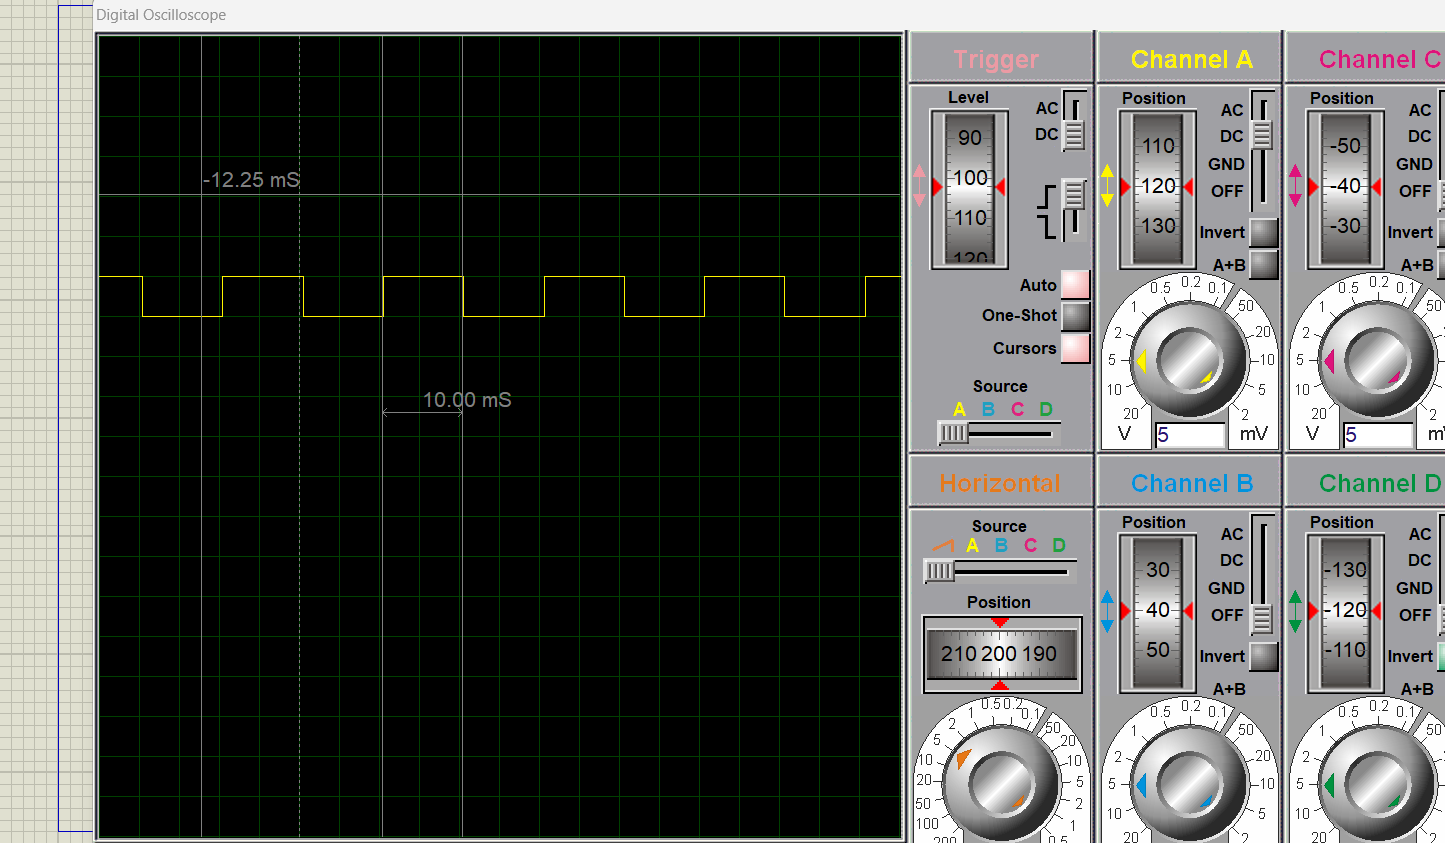 Digital Oscilloscope
-12.25 mS
10.00 mS
Trigger
Level
90
100
110
120
AC
DC
Auto
One-Shot
Cursors
Source
A B C D
Channel A
Position
110
120
130
AC
DC
GND
OFF
Invert
A+B
0.5 0.2 0.1
1 50
2 20
5 10
10 5
20 2
V 5 mV
Channel C
Position
-50
-40
-30
AC
DC
GND
OFF
Invert
A+B
0.5 0.2 0.1
1 50
2
5
10
20
V 5
Horizontal
Source
A B C D
Position
210 200 190
0.5 0.2 0.1
1 50
2 20
5 10
10 5
20 2
50 1
100 0.5
200
Channel B
Position
30
40
50
AC
DC
GND
OFF
Invert
A+B
0.5 0.2 0.1
1 50
2 20
5 10
10 5
20 2
Channel D
Position
-130
-120
-110
AC
DC
GND
OFF
Invert
A+B
0.5 0.2 0.1
1 50
2
5
10
20